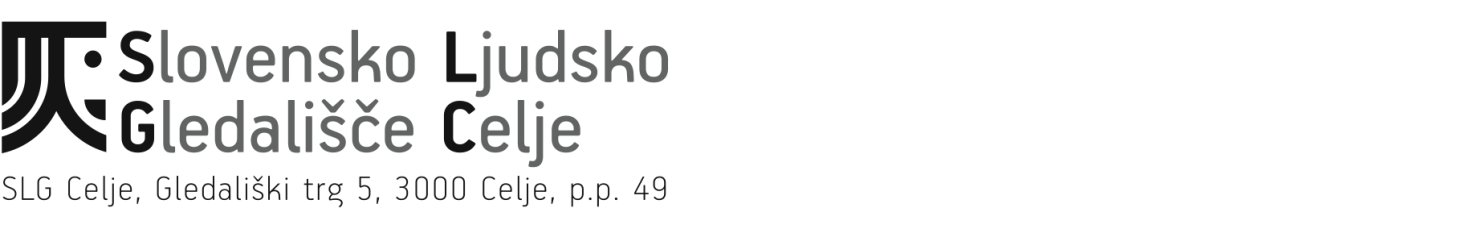 Slovensko Ljudsko
Gledališče Celje
SLG Celje, Gledališki trg 5, 3000 Celje, p.p. 49